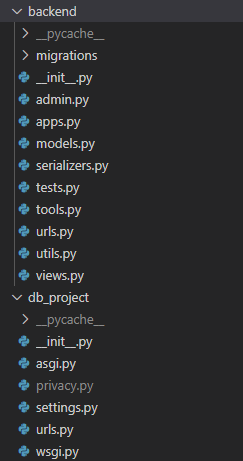 backend
__pycache__
migrations
__init__.py
admin.py
apps.py
models.py
serializers.py
tests.py
tools.py
urls.py
utils.py
views.py
db_project
__pycache__
__init__.py
asgi.py
privacy.py
settings.py
urls.py
wsgi.py